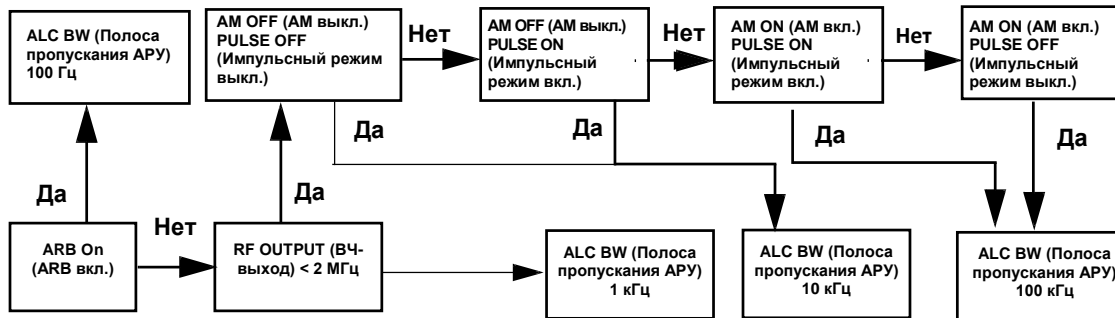 ALC BW (Полоса
пропускания АРУ)
100 Гц
AM OFF (АМ выкл.)
PULSE OFF
(Импульсный режим
выкл.)
Нет
AM OFF (АМ выкл.)
PULSE ON
(Импульсный
режим вкл.)
Нет
AM ON (АМ вкл.)
PULSE ON
(Импульсный
режим вкл.)
Нет
AM ON (АМ вкл.)
PULSE OFF
(Импульсный
режим выкл.)
Да
Да
Да
Да
Да
Да
ARB On
(ARB вкл.)
Нет
RF OUTPUT (ВЧ-
выход) < 2 МГц
ALC BW (Полоса
пропускания АРУ)
1 кГц
ALC BW (Полоса
пропускания АРУ)
10 кГц
ALC BW (Полоса
пропускания АРУ)
100 кГц